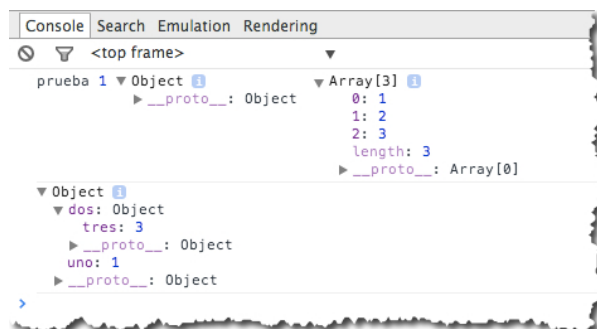 Console Search Emulation Rendering
<top frame> ▼
prueba 1 ▼ Object i ▼ Array[3] i
▶ __proto__: Object 0: 1
1: 2
2: 3
length: 3
▶ __proto__: Array[0]
▼ Object i
▼ dos: Object
tres: 3
▶ __proto__: Object
uno: 1
▶ __proto__: Object
>